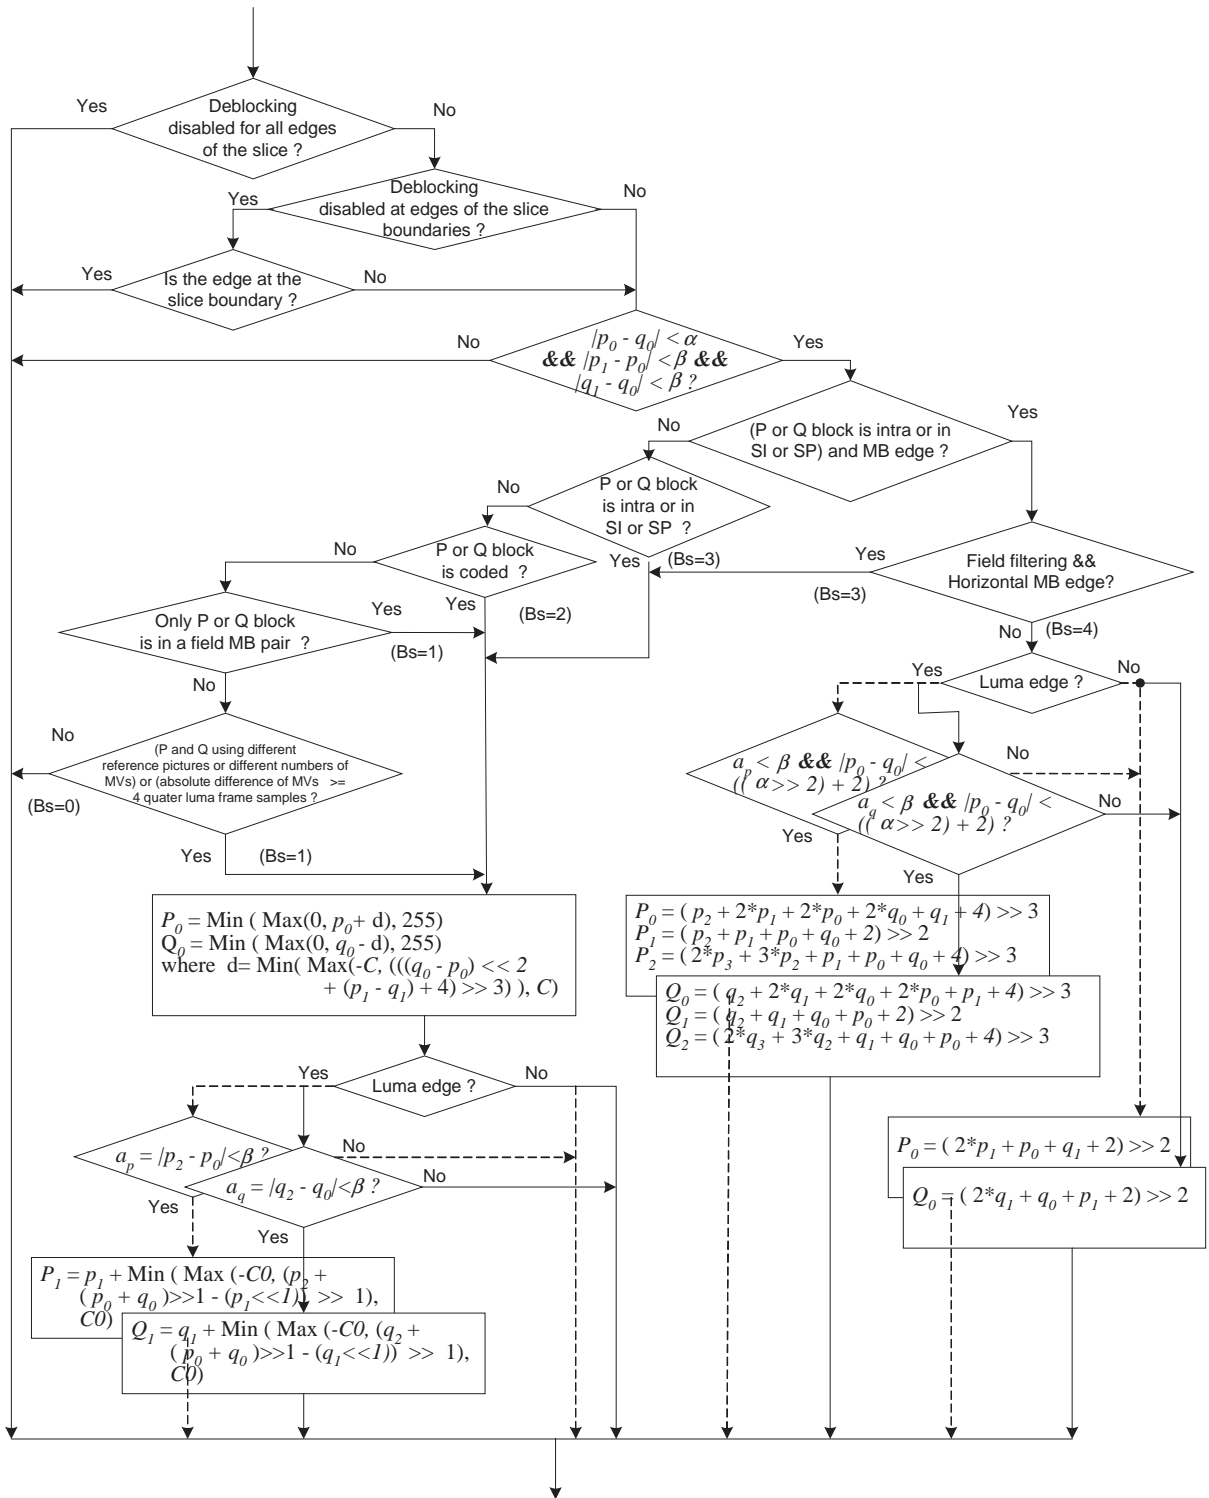 Yes
Deblocking
disabled for all edges
of the slice ?
No
Yes
Deblocking
disabled at edges of the slice
boundaries ?
No
Yes
Is the edge at the
slice boundary ?
No
No
|p0 - q0| < α
&& |p1 - p0| < β &&
|q1 - q0| < β ?
Yes
No
(P or Q block is intra or in
SI or SP) and MB edge ?
Yes
No
P or Q block
is intra or in
SI or SP ?
Yes
(Bs=3)
No
P or Q block
is coded ?
Yes
(Bs=2)
Yes
Field filtering &&
Horizontal MB edge?
(Bs=3)
No
(Bs=4)
Only P or Q block
is in a field MB pair ?
Yes
(Bs=1)
No
Yes
Luma edge ?
No
No
(P and Q using different
reference pictures or different numbers of
MVs) or (absolute difference of MVs >=
4 quater luma frame samples ?
(Bs=0)
Yes
(Bs=1)
ap < β && |p0 - q0| <
(( α>> 2) + 2) ?
No
Yes
aq < β && |p0 - q0| <
(( α>> 2) + 2) ?
No
Yes
P0 = Min ( Max(0, p0+ d), 255)
Q0 = Min ( Max(0, q0 - d), 255)
where d= Min( Max(-C, (((q0 - p0) << 2
+ (p1 - q1) + 4) >> 3) ), C)
P0 = ( p2 + 2*p1 + 2*p0 + 2*q0 + q1 + 4) >> 3
P1 = ( p2 + p1 + p0 + q0 + 2) >> 2
P2 = ( 2*p3 + 3*p2 + p1 + p0 + q0 + 4) >> 3
Q0 = ( q2 + 2*q1 + 2*q0 + 2*p0 + p1 + 4) >> 3
Q1 = ( q2 + q1 + q0 + p0 + 2) >> 2
Q2 = ( 2*q3 + 3*q2 + q1 + q0 + p0 + 4) >> 3
Yes
Luma edge ?
No
ap = |p2 - p0|<β ?
No
Yes
aq = |q2 - q0|<β ?
No
Yes
P0 = ( 2*p1 + p0 + q1 + 2) >> 2
Q0 = ( 2*q1 + q0 + p1 + 2) >> 2
P1 = p1 + Min ( Max (-C0, (p2 +
( p0 + q0 )>>1 - (p1<<1)) >> 1),
C0)
Q1 = q1 + Min ( Max (-C0, (q2 +
( p0 + q0 )>>1 - (q1<<1)) >> 1),
C0)